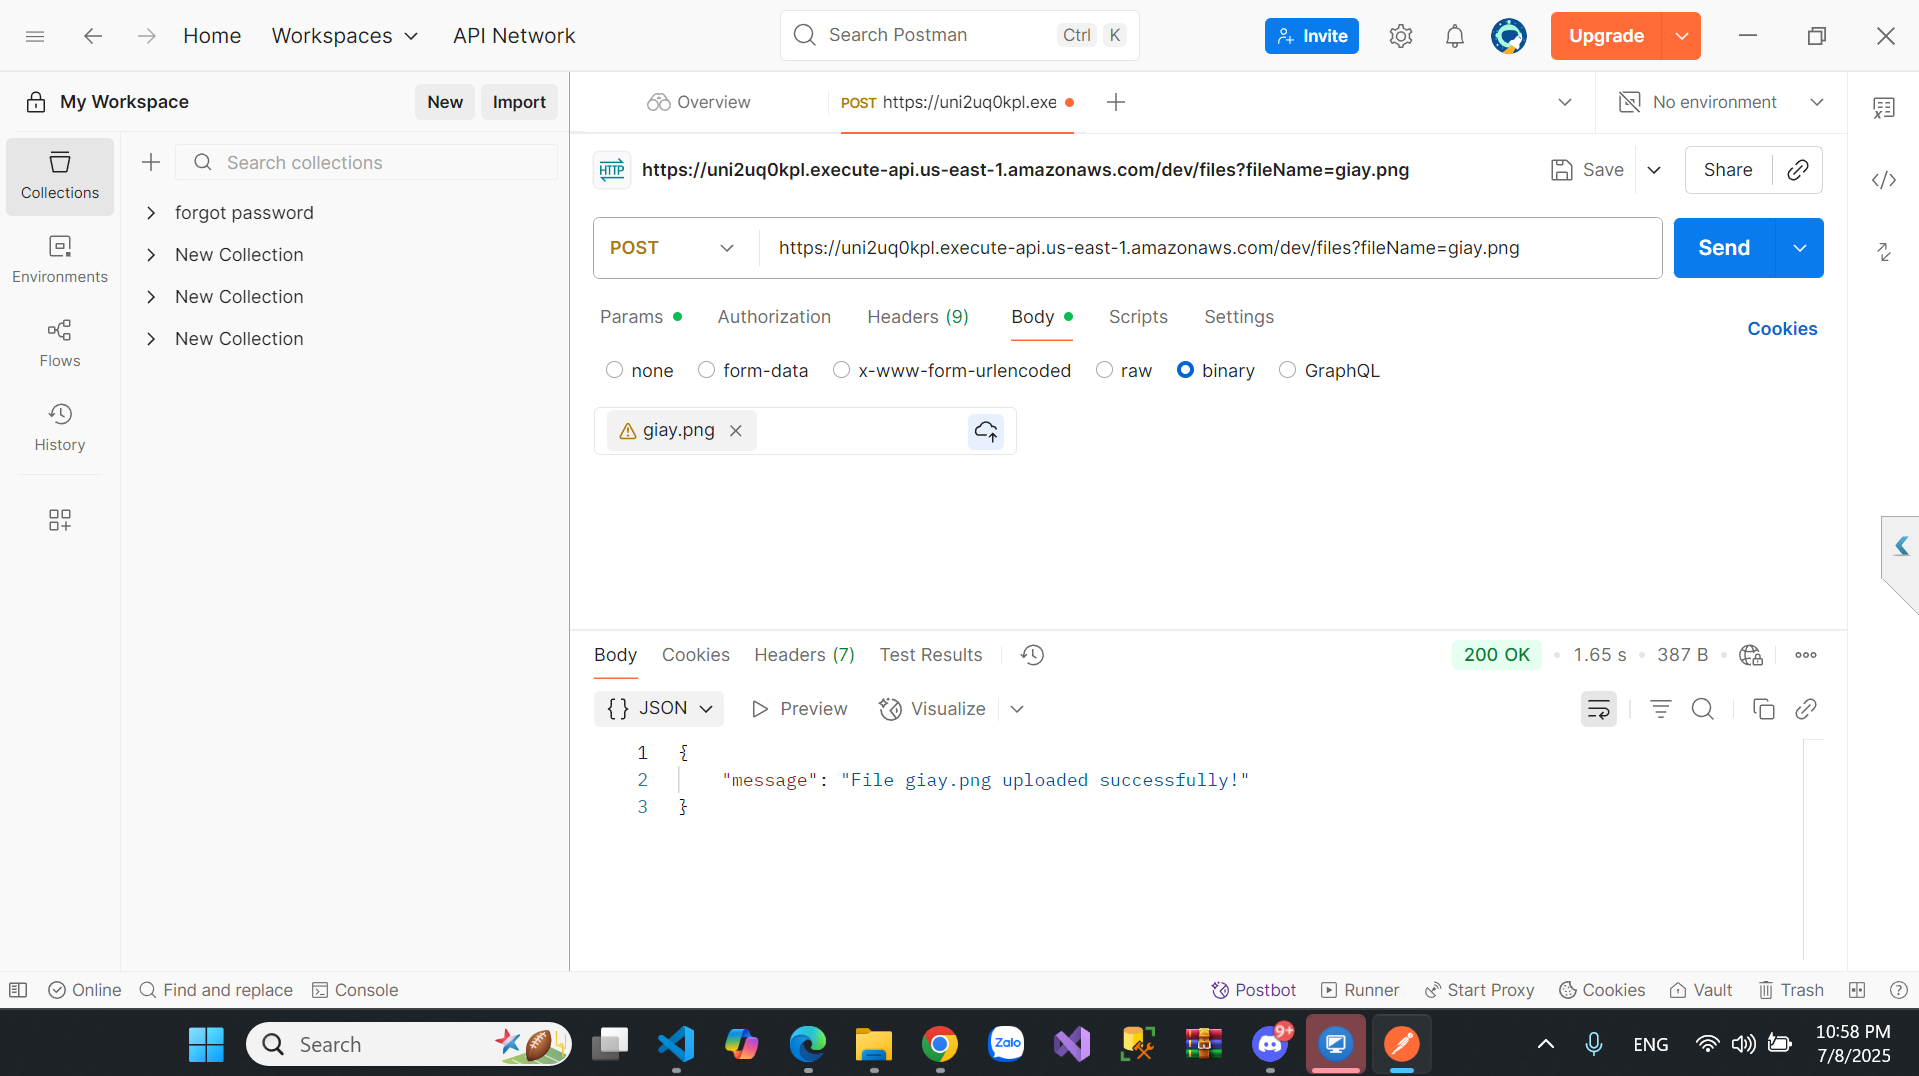 Home
Workspaces
API Network
Search Postman
Ctrl K
Invite
Upgrade
My Workspace
New
Import
Overview
POST https://uni2uq0kpl.exe
No environment
Collections
Environments
Flows
History
Search collections
forgot password
New Collection
New Collection
New Collection
HTTP
https://uni2uq0kpl.execute-api.us-east-1.amazonaws.com/dev/files?fileName=giay.png
Save
Share
POST
https://uni2uq0kpl.execute-api.us-east-1.amazonaws.com/dev/files?fileName=giay.png
Send
Params
Authorization
Headers (9)
Body
Scripts
Settings
Cookies
none
form-data
x-www-form-urlencoded
raw
binary
GraphQL
giay.png
Body
Cookies
Headers (7)
Test Results
200 OK
1.65 s
387 B
{} JSON
Preview
Visualize
1 {
2 "message": "File giay.png uploaded successfully!"
3 }
Online
Find and replace
Console
Postbot
Runner
Start Proxy
Cookies
Vault
Trash
Search
Zalo
9+
ENG
10:58 PM
7/8/2025